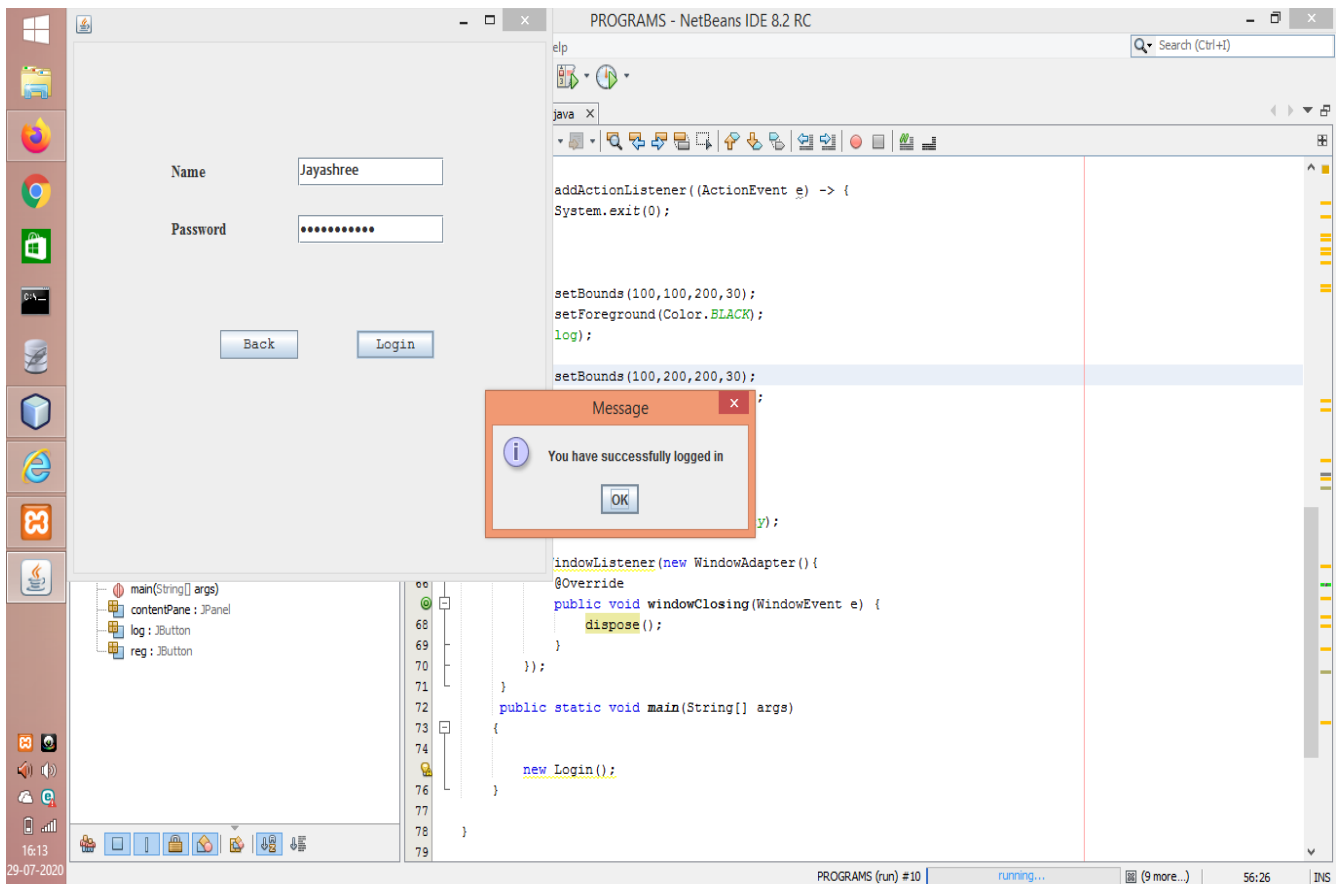 PROGRAMS - NetBeans IDE 8.2 RC
elp
Search (Ctrl+I)
java X
Name
Jayashree
Password
•••••••••••
Back
Login
addActionListener((ActionEvent e) -> {
System.exit(0);
setBounds(100,100,200,30);
setForeground(Color.BLACK);
log);
setBounds(100,200,200,30);
;
Message
You have successfully logged in
OK
y);
indowListener(new WindowAdapter(){
66 @Override
public void windowClosing(WindowEvent e) {
68 dispose();
69 }
70 });
71 }
72 public static void main(String[] args)
73 {
74
new Login();
76 }
77
78 }
79
main(String[] args)
contentPane : JPanel
log : JButton
reg : JButton
C:\_
16:13
29-07-2020
PROGRAMS (run) #10
running...
(9 more...)
56:26
INS